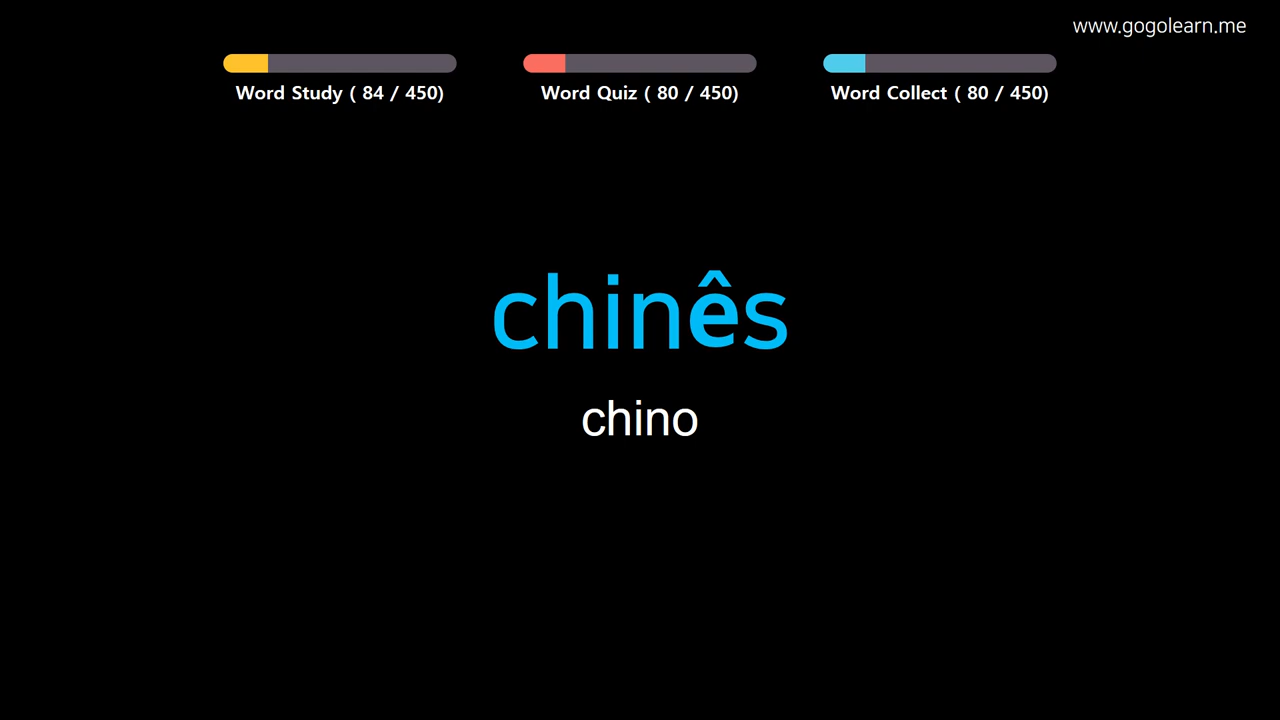 www.gogolearn.me
Word Study ( 84 / 450)
Word Quiz ( 80 / 450)
Word Collect ( 80 / 450)
chinês
chino